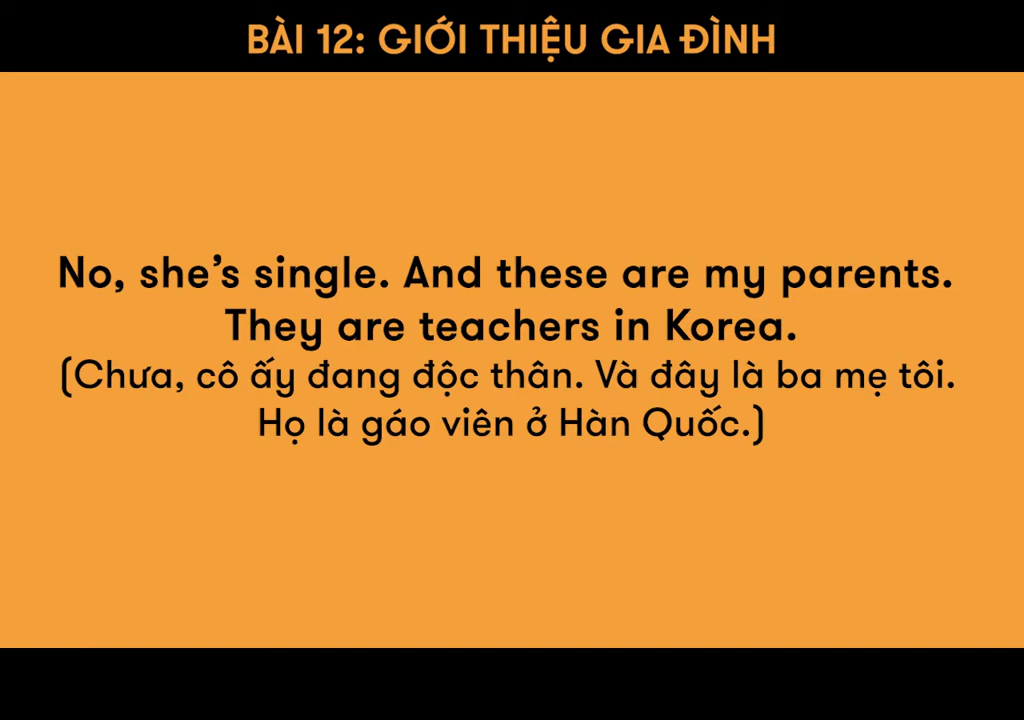 BÀI 12: GIỚI THIỆU GIA ĐÌNH
No, she’s single. And these are my parents.
They are teachers in Korea.
(Chưa, cô ấy đang độc thân. Và đây là ba mẹ tôi.
Họ là gáo viên ở Hàn Quốc.)